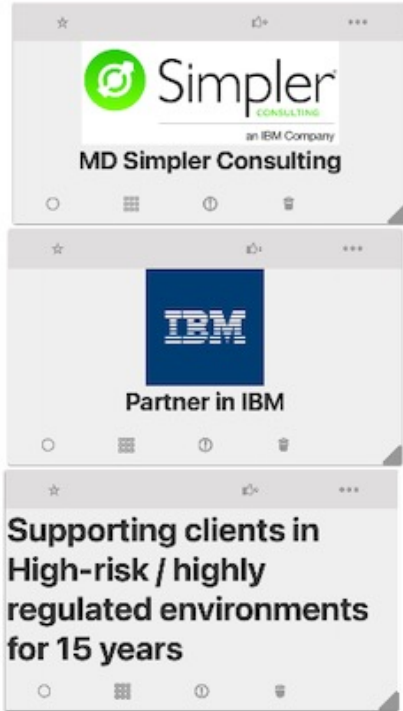 Simpler
CONSULTING
an IBM Company
MD Simpler Consulting
IBM
Partner in IBM
Supporting clients in
High-risk / highly
regulated environments
for 15 years